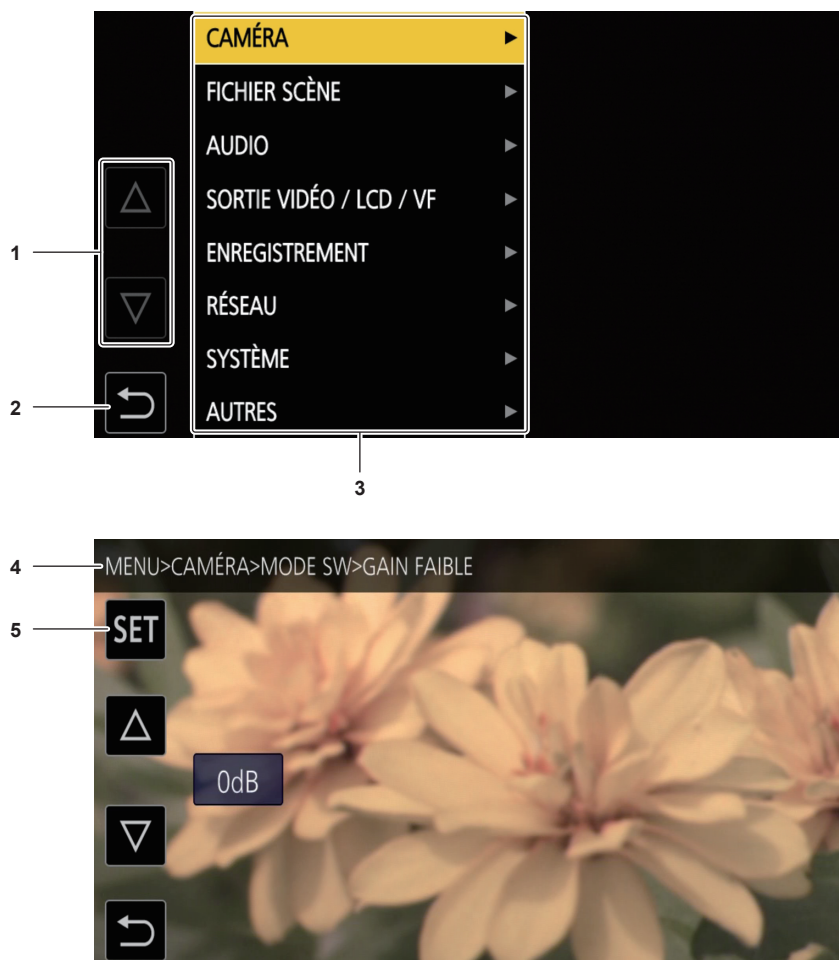 CAMÉRA
FICHIER SCÈNE
AUDIO
SORTIE VIDÉO / LCD / VF
ENREGISTREMENT
RÉSEAU
SYSTÈME
AUTRES
1
2
3
4
MENU>CAMÉRA>MODE SW>GAIN FAIBLE
5
SET
0dB